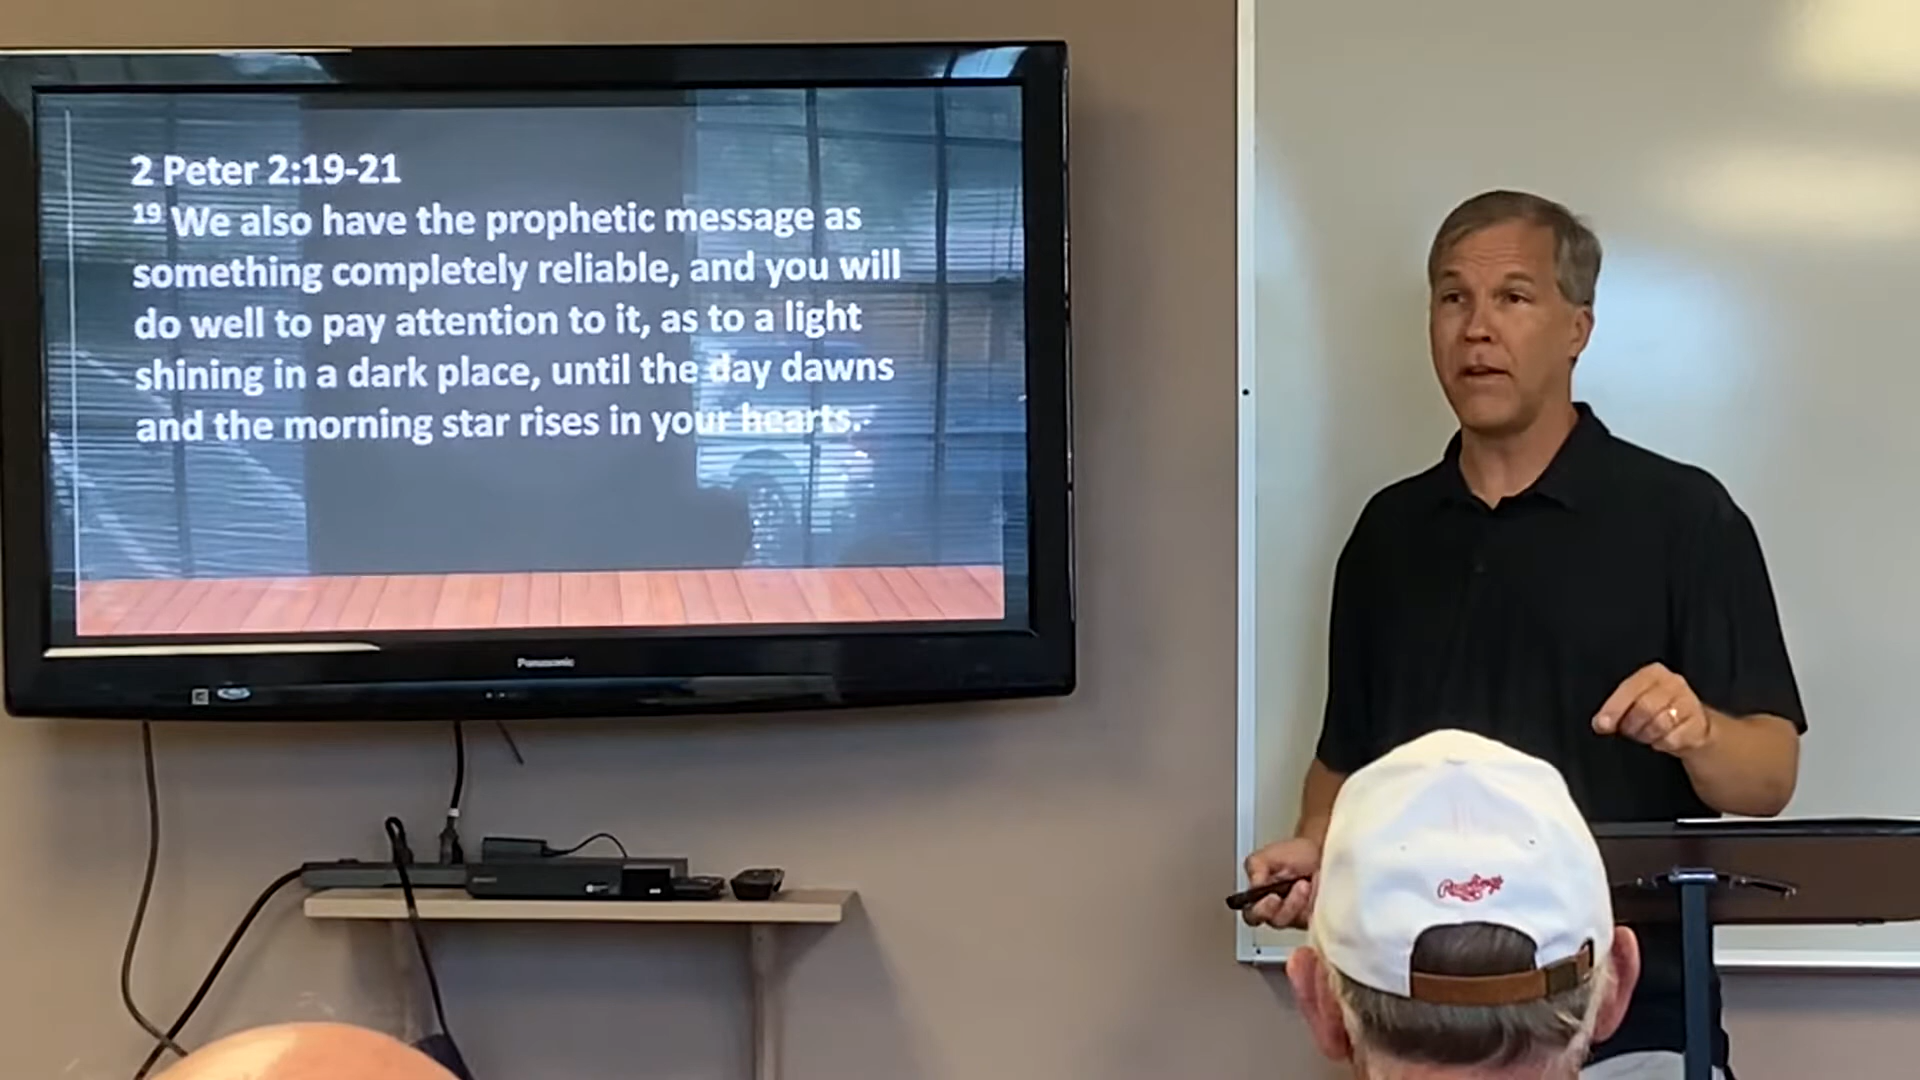 2 Peter 2:19-21
19 We also have the prophetic message as
something completely reliable, and you will
do well to pay attention to it, as to a light
shining in a dark place, until the day dawns
and the morning star rises in your hearts.
Panasonic
Rawlings